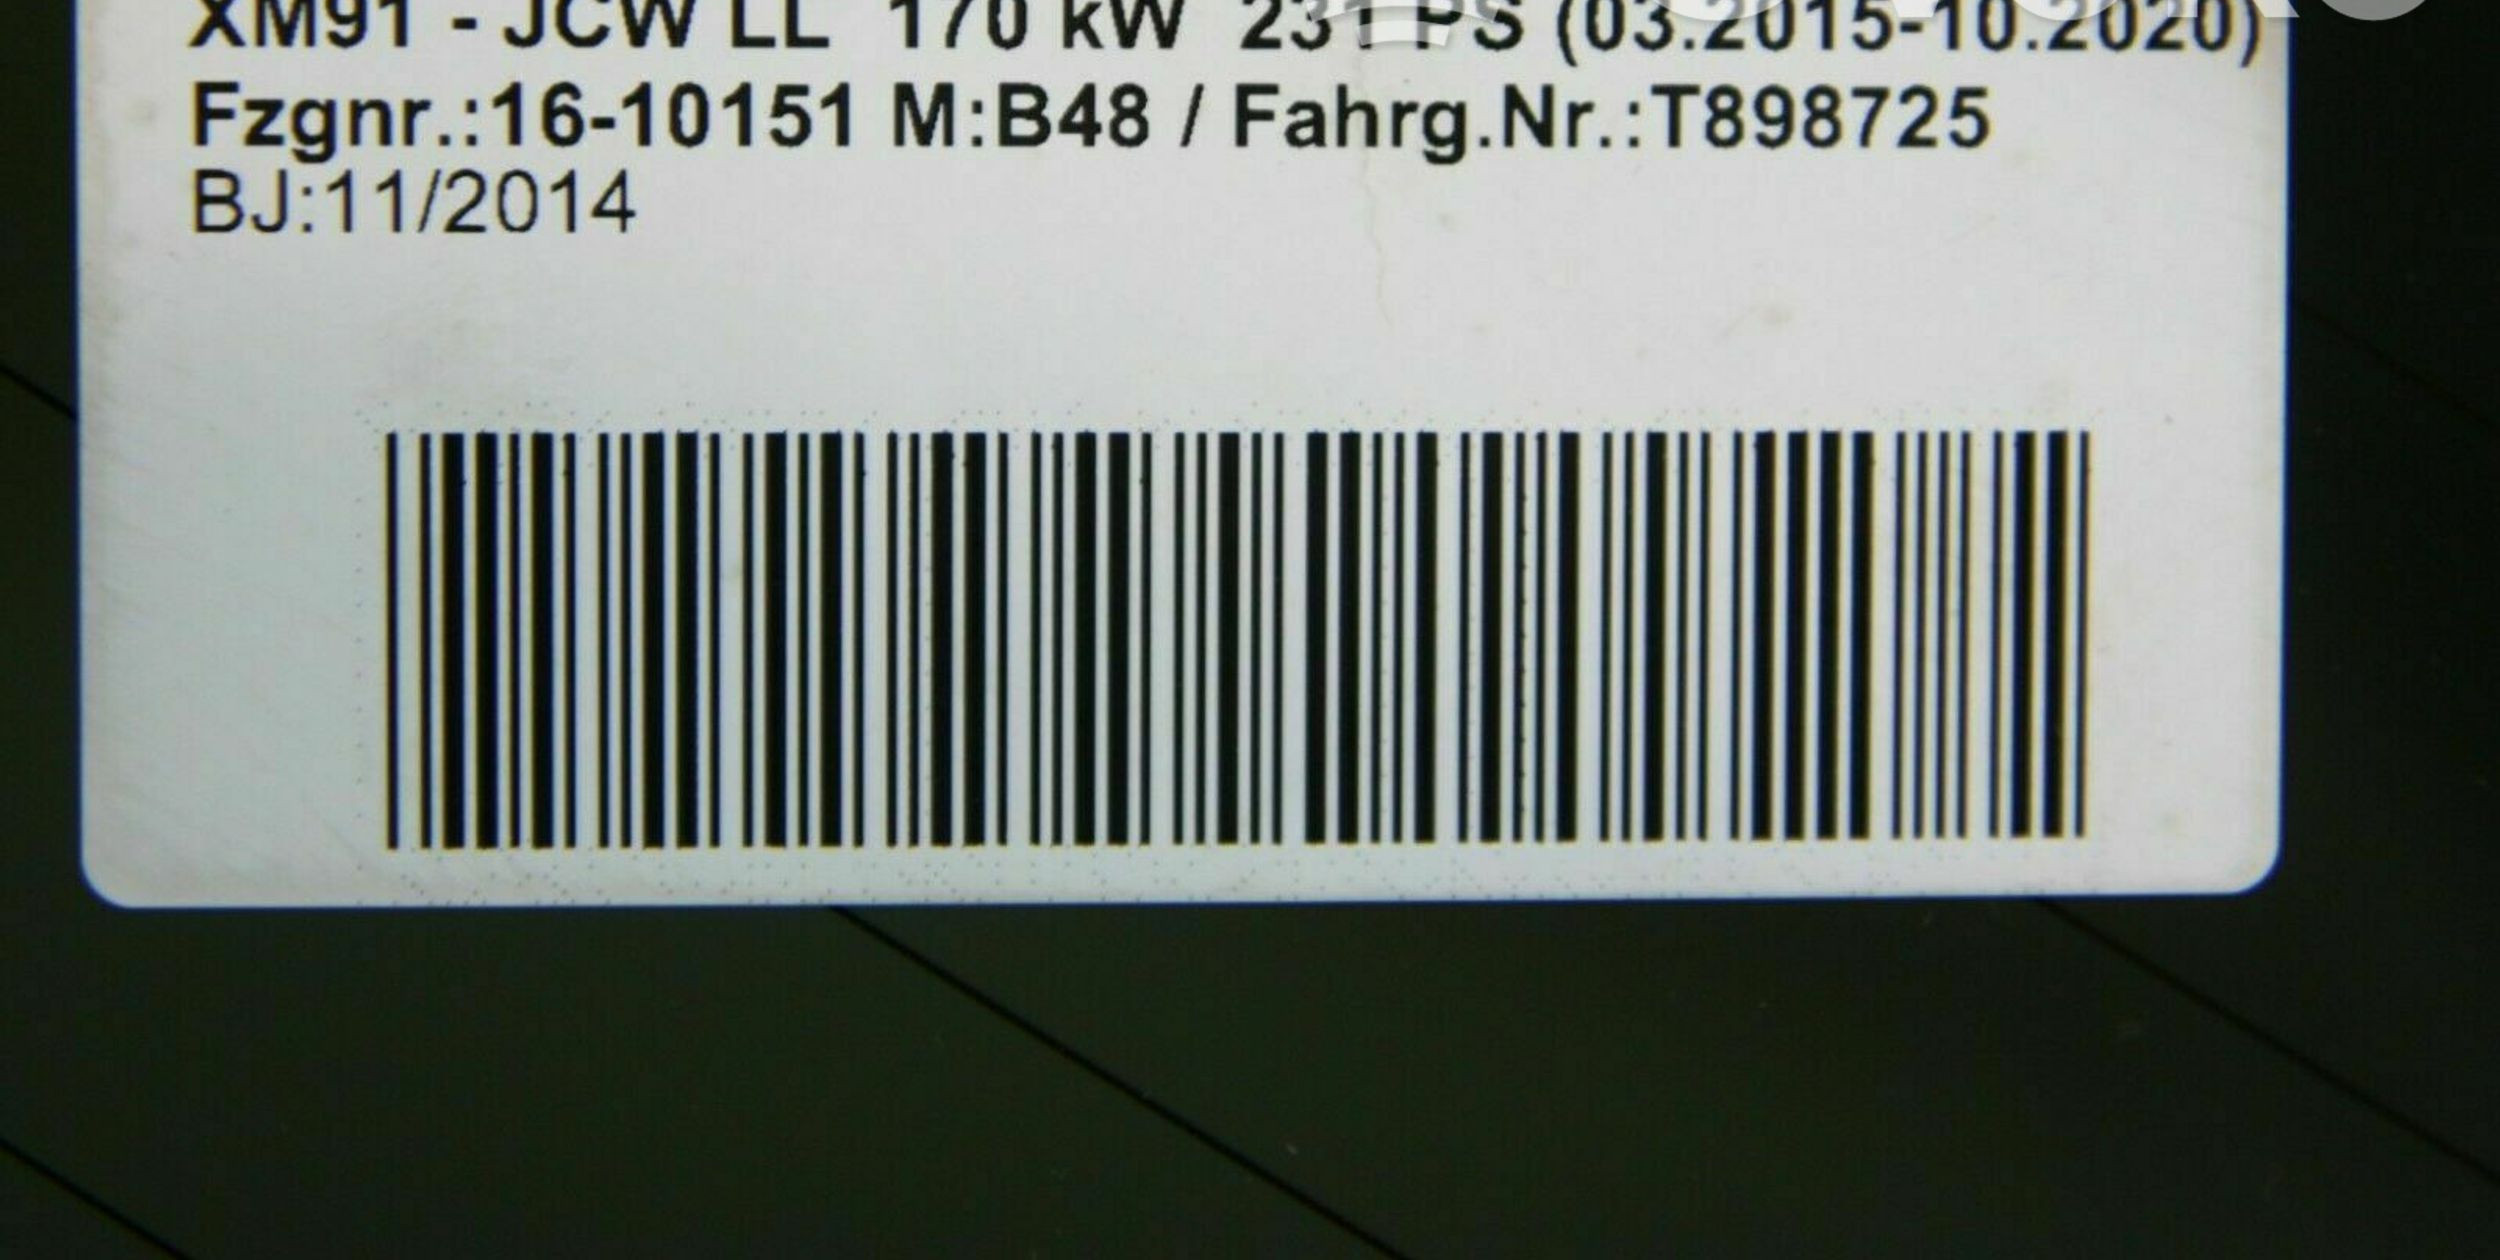 XM91 - JCW LL 170 kW 231 PS (03.2015-10.2020)
Fzgnr.:16-10151 M:B48 / Fahrg.Nr.:T898725
BJ:11/2014